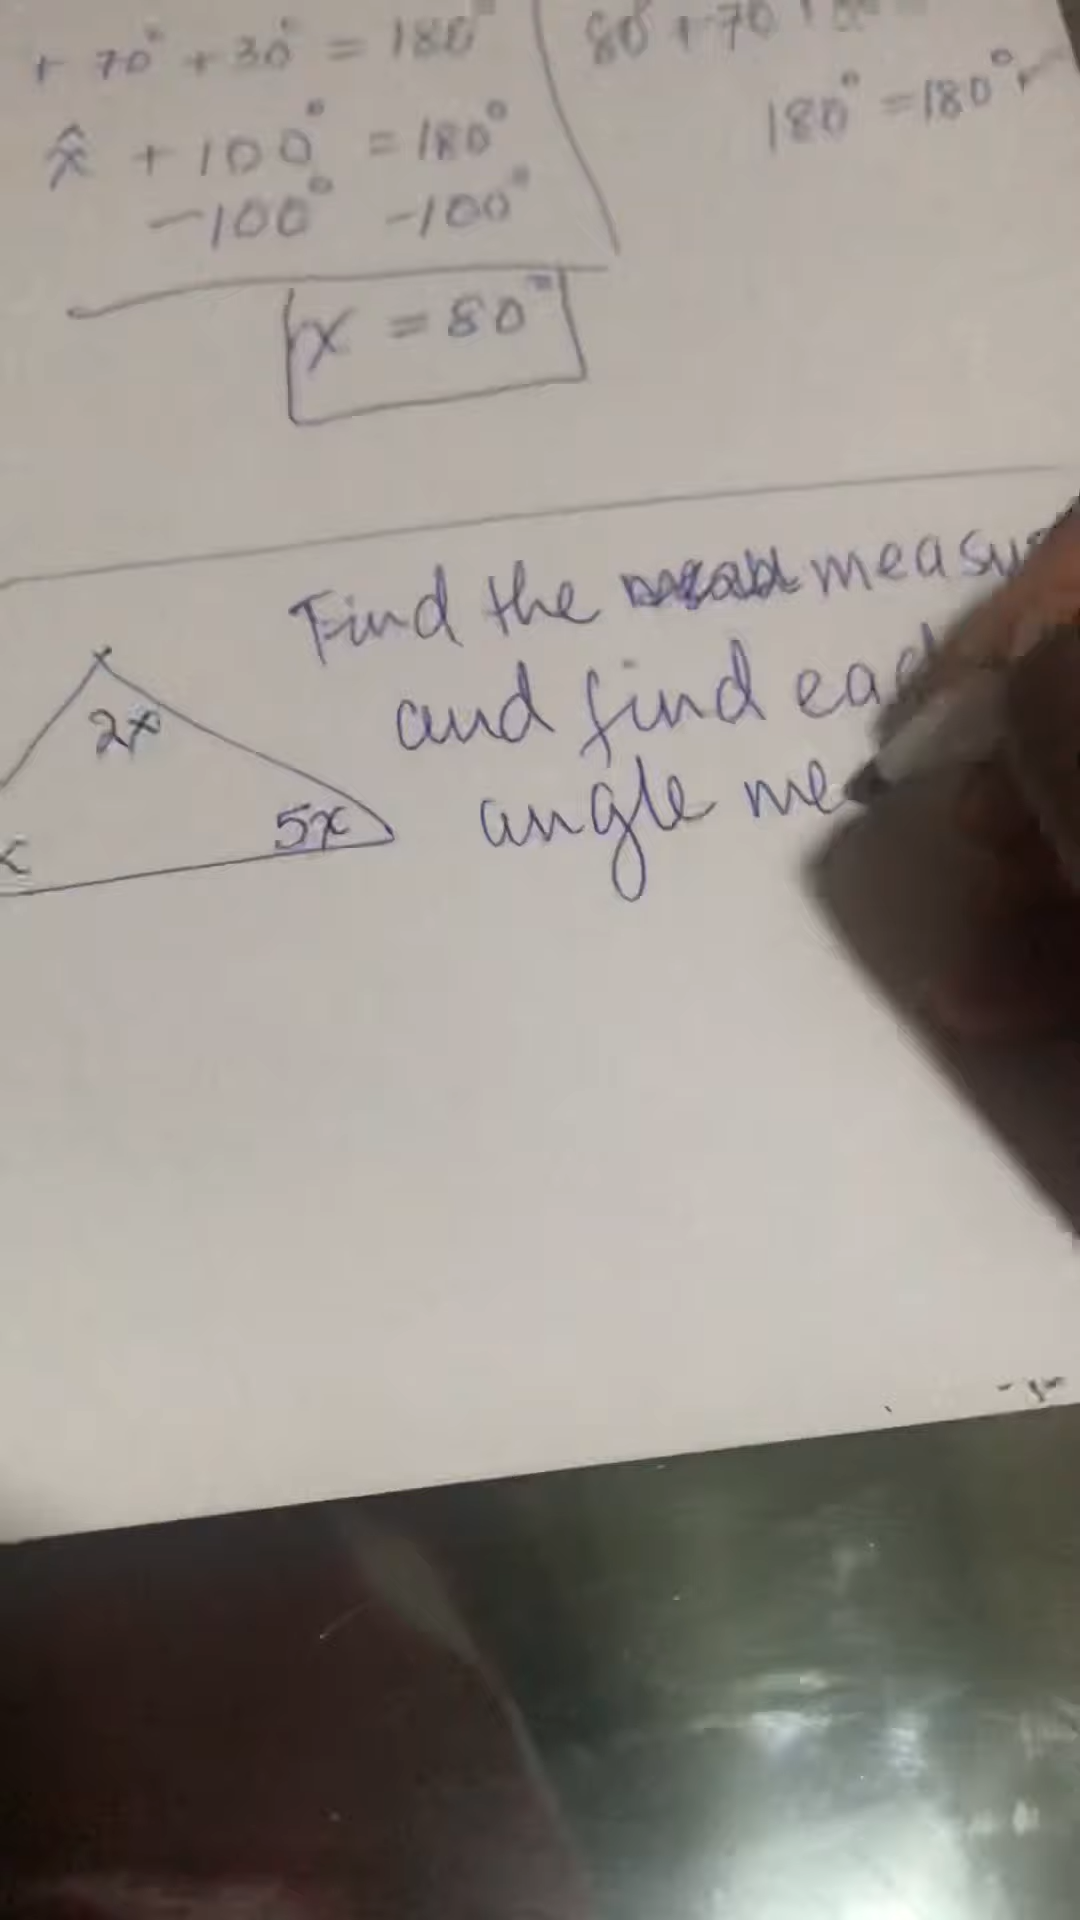 + 70° + 30° = 180°
80° + 70
x̂ + 100° = 180°
180° = 180°
-100° -100°
x = 80°
Find the measu
and find ea
angle me
2x
5x